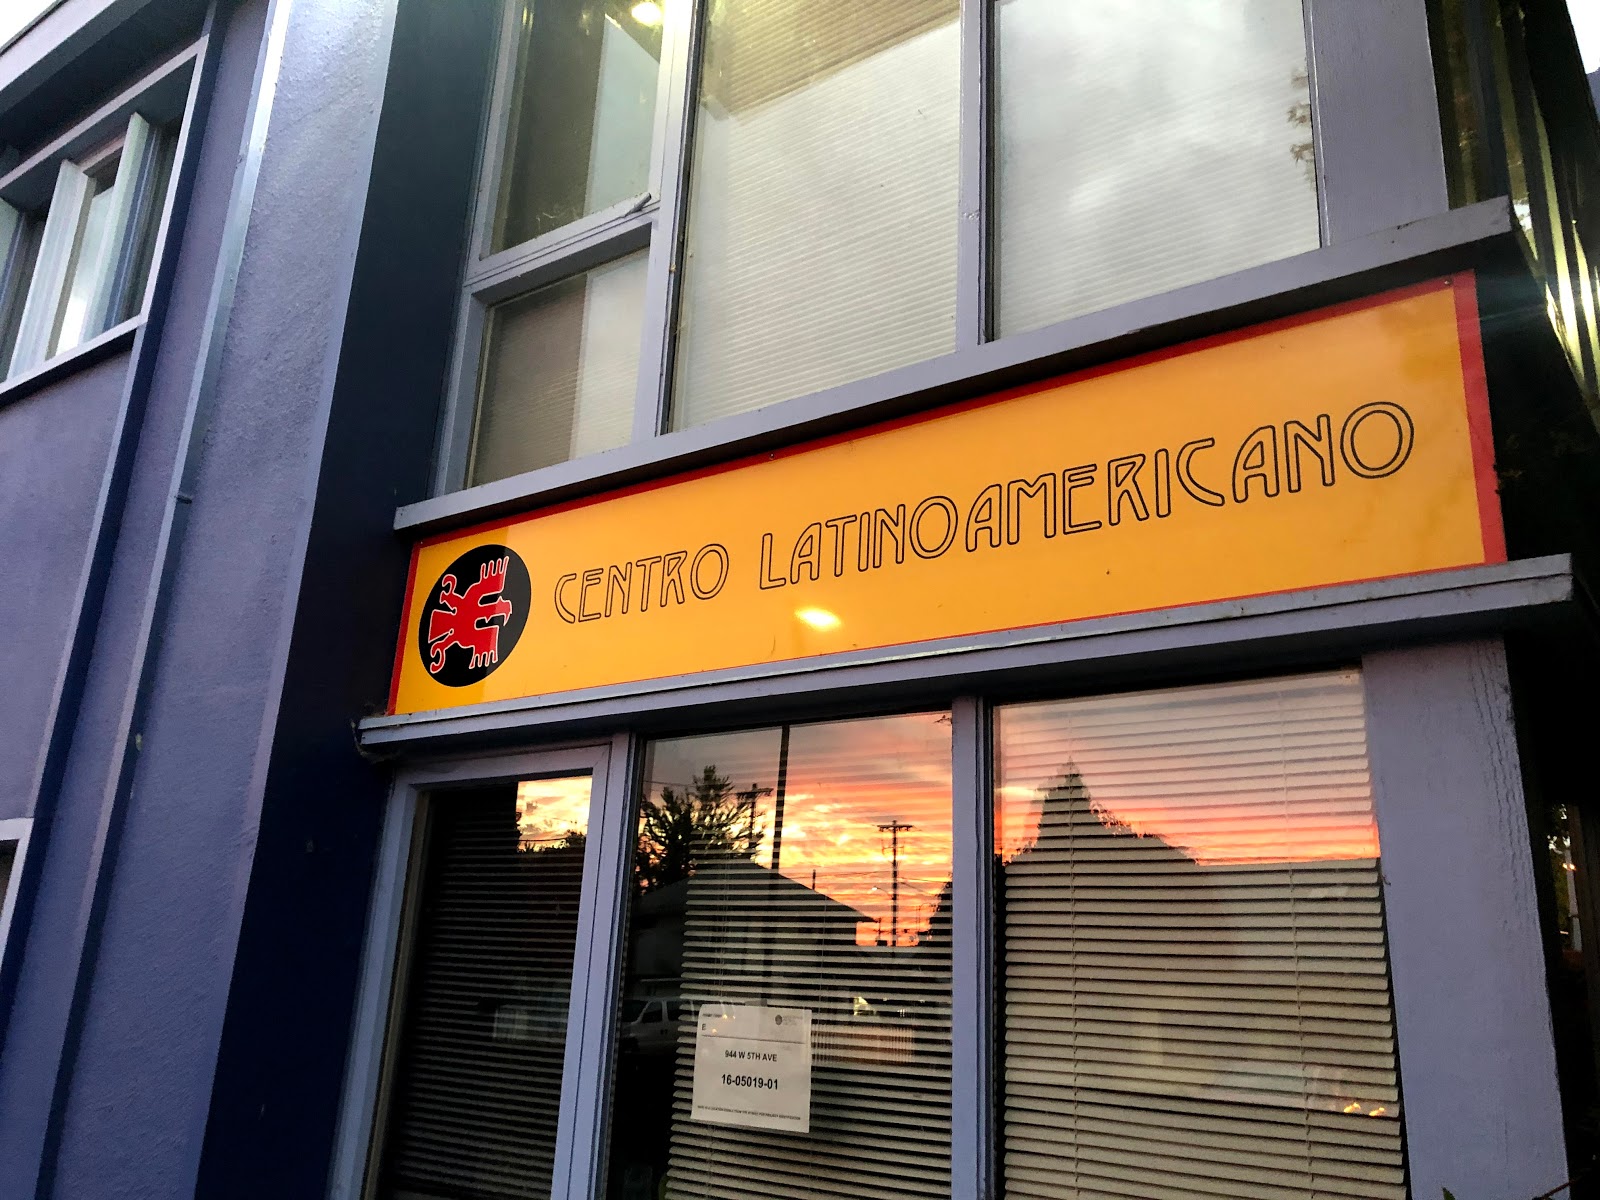 CENTRO LATINOAMERICANO
E
944 W 5TH AVE
16-05019-01